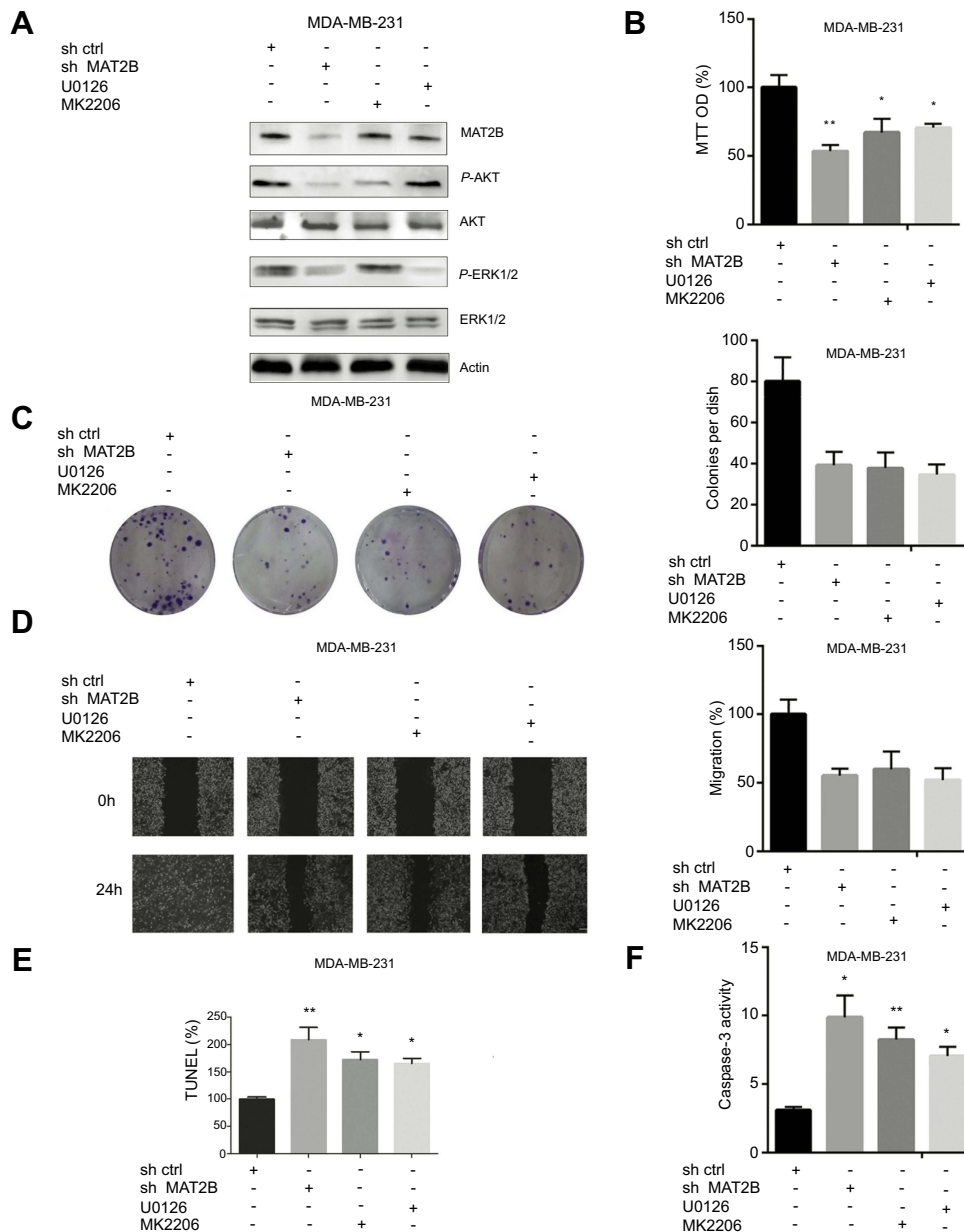 A
MDA-MB-231
sh ctrl + - - -
sh MAT2B - + - -
U0126 - - - +
MK2206 - - + -
MAT2B
P-AKT
AKT
P-ERK1/2
ERK1/2
Actin
B
MDA-MB-231
MTT OD (%)
150
100
50
0
** * *
sh ctrl + - - -
sh MAT2B - + - -
U0126 - - - +
MK2206 - - + -
MDA-MB-231
Colonies per dish
100
80
60
40
20
0
sh ctrl + - - -
sh MAT2B - + - -
U0126 - - - +
MK2206 - - + -
MDA-MB-231
Migration (%)
150
100
50
0
sh ctrl + - - -
sh MAT2B - + - -
U0126 - - - +
MK2206 - - + -
C
MDA-MB-231
sh ctrl + - - -
sh MAT2B - + - -
U0126 - - - +
MK2206 - - + -
D
MDA-MB-231
sh ctrl + - - -
sh MAT2B - + - -
U0126 - - - +
MK2206 - - + -
0h
24h
E
MDA-MB-231
TUNEL (%)
250
200
150
100
50
0
** * *
sh ctrl + - - -
sh MAT2B - + - -
U0126 - - - +
MK2206 - - + -
F
MDA-MB-231
Caspase-3 activity
15
10
5
0
* ** *
sh ctrl + - - -
sh MAT2B - + - -
U0126 - - - +
MK2206 - - + -